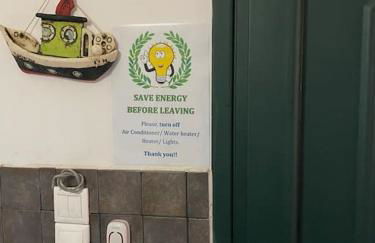 SAVE ENERGY
BEFORE LEAVING
Please, turn off
Air Conditioner/ Water heater/
Heater/ Lights.
Thank you!!